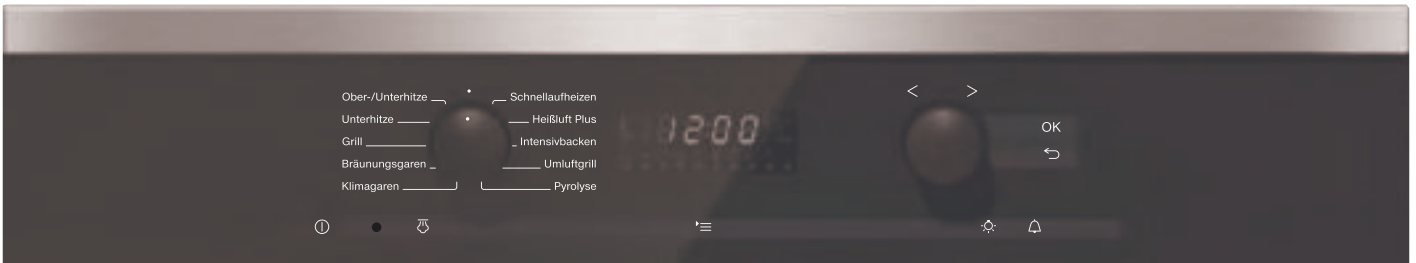 Ober-/Unterhitze
Unterhitze
Grill
Bräunungsgaren
Klimagaren
Schnellaufheizen
Heißluft Plus
Intensivbacken
Umluftgrill
Pyrolyse
12:00
< >
OK